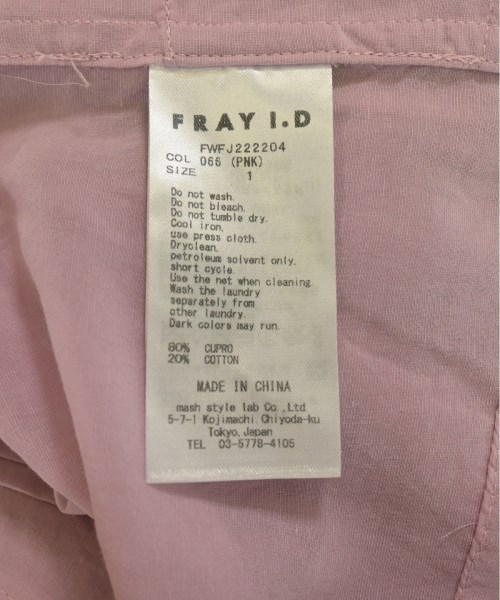 FRAY I.D
FWFJ222204
COL 066 (PNK)
SIZE 1
Do not wash.
Do not bleach.
Do not tumble dry.
Cool iron,
use press cloth.
Dryclean,
petroleum solvent only,
short cycle.
Use the net when cleaning
Wash the laundry
separately from
other laundry.
Dark colors may run.
80% CUPRO
20% COTTON
MADE IN CHINA
mash style lab Co.,Ltd
5-7-1 Kojimachi,Chiyoda-ku
Tokyo,Japan
TEL 03-5778-4105